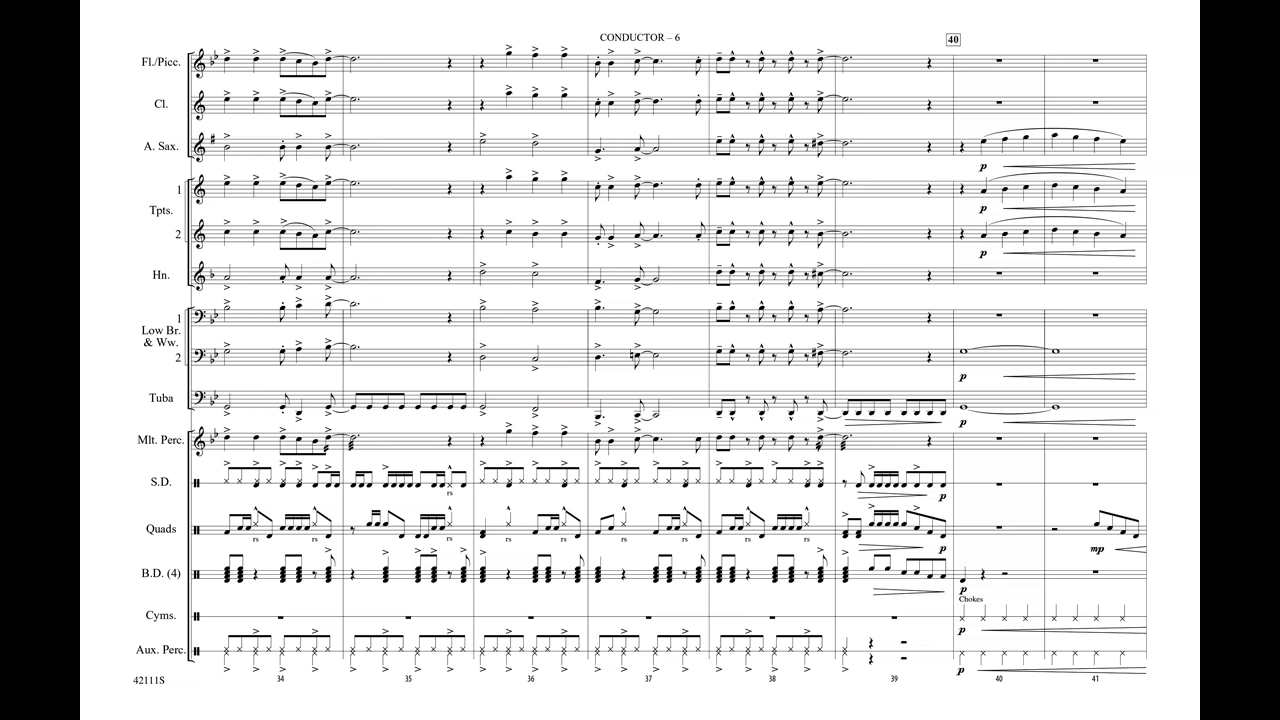 CONDUCTOR – 6
40
Fl./Picc.
Cl.
A. Sax.
p
1
p
Tpts.
2
p
Hn.
1
Low Br.
& Ww.
2
p
Tuba
p
Mlt. Perc.
S.D.
rs
rs
p
Quads
rs
rs
rs
rs
rs
p
mp
B.D. (4)
p
Chokes
Cyms.
p
Aux. Perc.
p
42111S
34
35
36
37
38
39
40
41